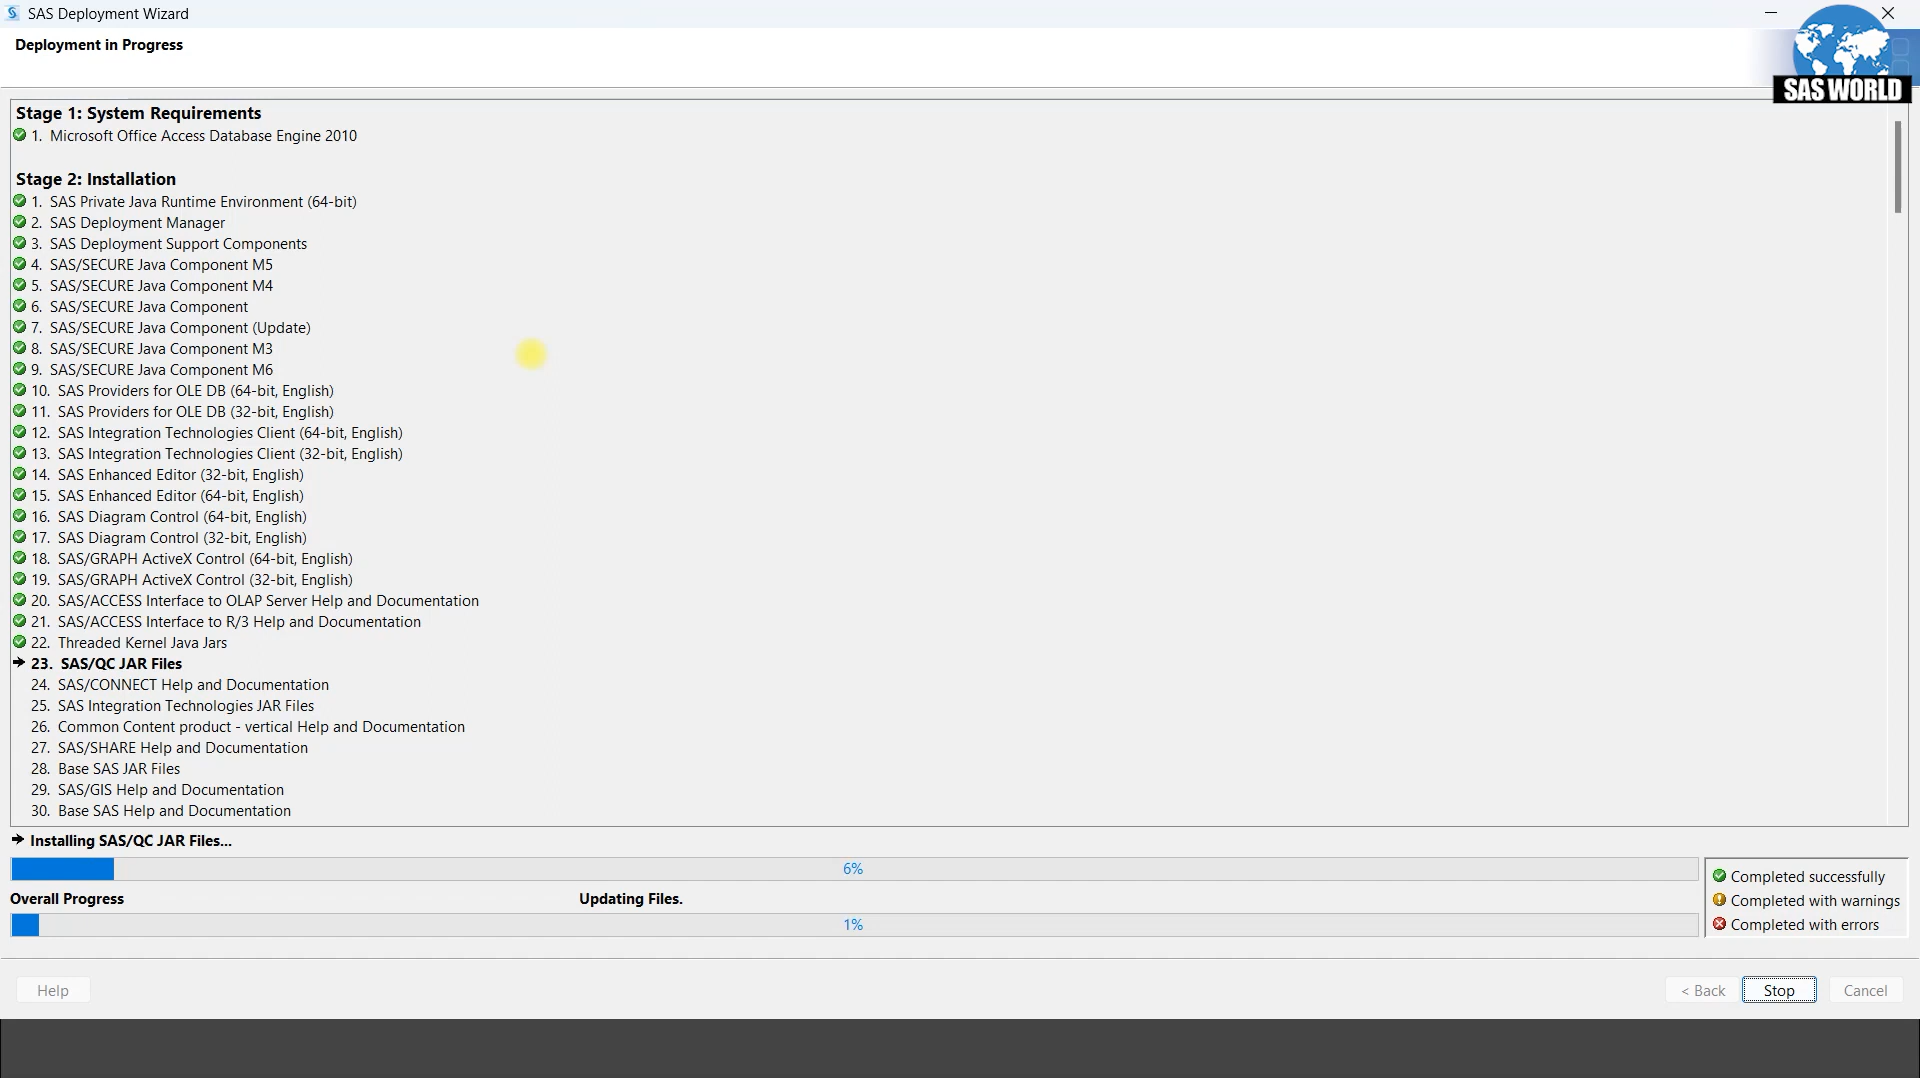 SAS Deployment Wizard
Deployment in Progress
SAS WORLD
Stage 1: System Requirements
1. Microsoft Office Access Database Engine 2010
Stage 2: Installation
1. SAS Private Java Runtime Environment (64-bit)
2. SAS Deployment Manager
3. SAS Deployment Support Components
4. SAS/SECURE Java Component M5
5. SAS/SECURE Java Component M4
6. SAS/SECURE Java Component
7. SAS/SECURE Java Component (Update)
8. SAS/SECURE Java Component M3
9. SAS/SECURE Java Component M6
10. SAS Providers for OLE DB (64-bit, English)
11. SAS Providers for OLE DB (32-bit, English)
12. SAS Integration Technologies Client (64-bit, English)
13. SAS Integration Technologies Client (32-bit, English)
14. SAS Enhanced Editor (32-bit, English)
15. SAS Enhanced Editor (64-bit, English)
16. SAS Diagram Control (64-bit, English)
17. SAS Diagram Control (32-bit, English)
18. SAS/GRAPH ActiveX Control (64-bit, English)
19. SAS/GRAPH ActiveX Control (32-bit, English)
20. SAS/ACCESS Interface to OLAP Server Help and Documentation
21. SAS/ACCESS Interface to R/3 Help and Documentation
22. Threaded Kernel Java Jars
23. SAS/QC JAR Files
24. SAS/CONNECT Help and Documentation
25. SAS Integration Technologies JAR Files
26. Common Content product - vertical Help and Documentation
27. SAS/SHARE Help and Documentation
28. Base SAS JAR Files
29. SAS/GIS Help and Documentation
30. Base SAS Help and Documentation
Installing SAS/QC JAR Files...
6%
Overall Progress
Updating Files.
1%
Completed successfully
Completed with warnings
Completed with errors
Help
< Back
Stop
Cancel